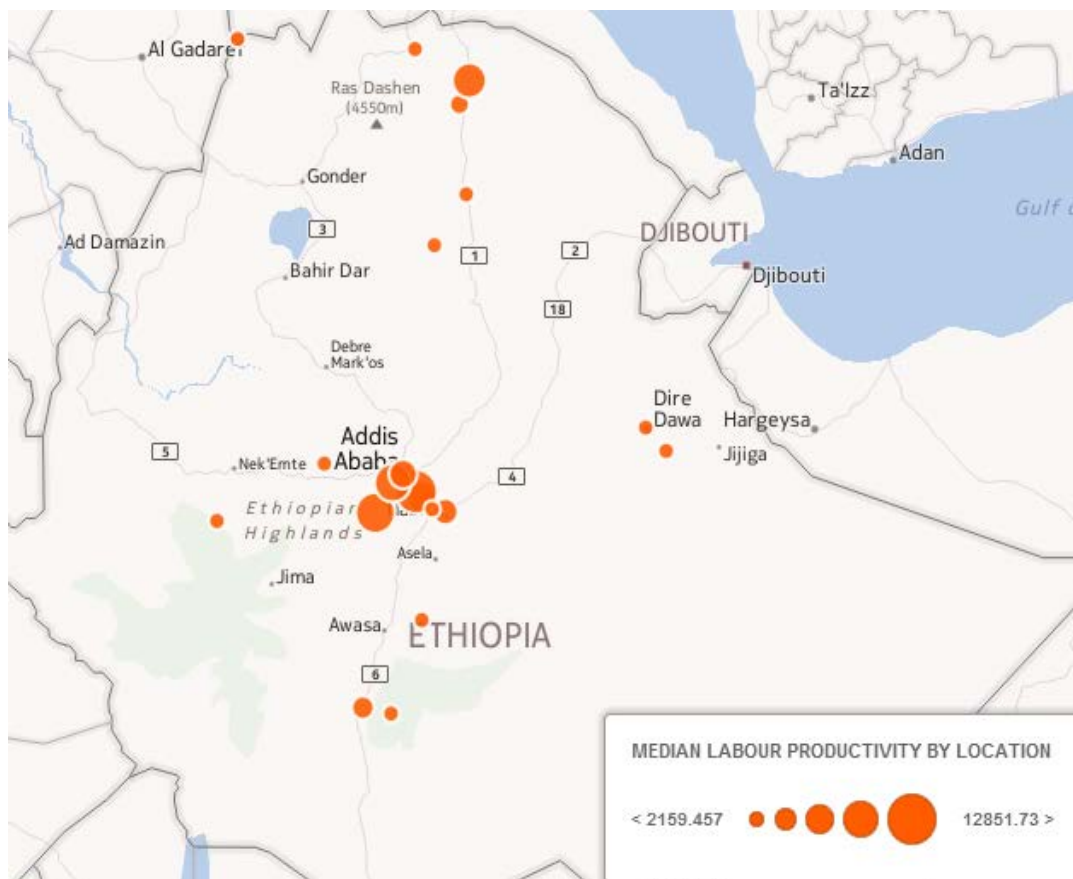 Al Gadaref
Ras Dashen
(4550m)
Ta'Izz
Adan
Gonder
Gulf
3
Ad Damazin
1
2
DJIBOUTI
Bahir Dar
Djibouti
18
Debre
Mark'os
Dire
Dawa
Hargeysa
Addis
Ababa
5
Nek'Emte
4
Jijiga
Ethiopian
Highlands
Asela
Jima
Awasa
ETHIOPIA
6
MEDIAN LABOUR PRODUCTIVITY BY LOCATION
< 2159.457
12851.73 >